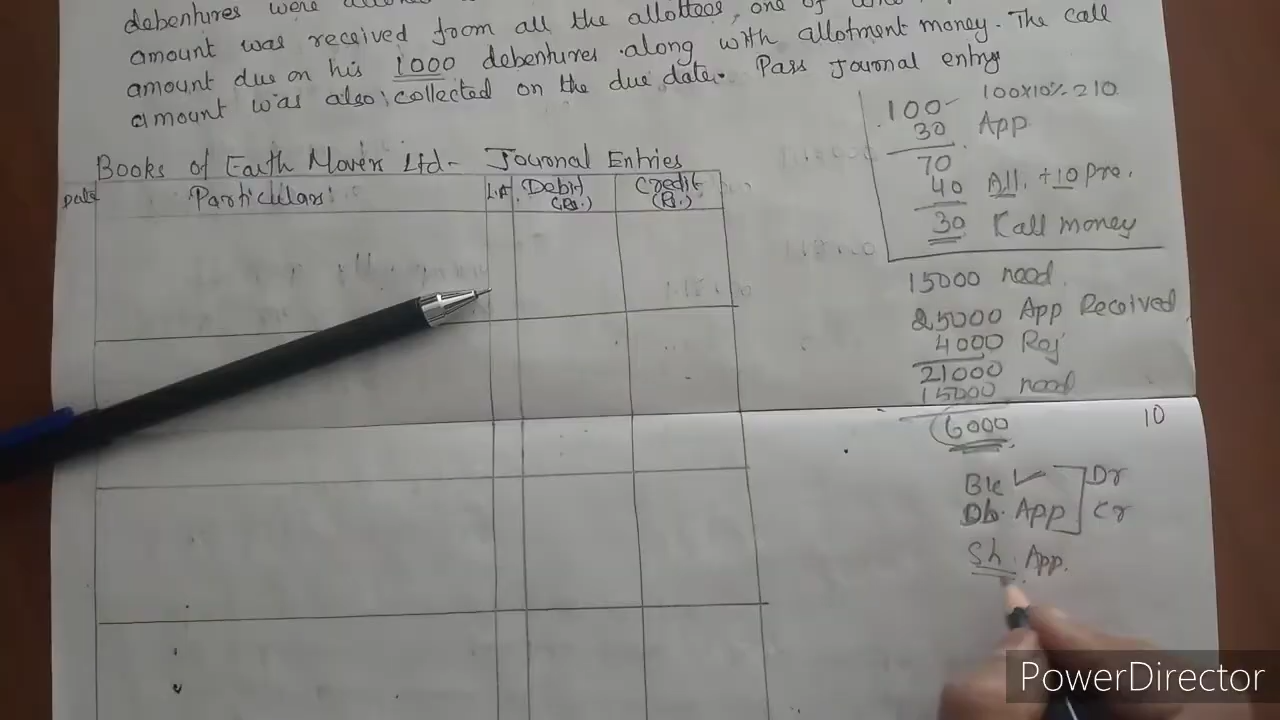 debentures were
amount was received from all the allottees, one of
amount due on his 1000 debentures along with allotment money. The call
amount was also collected on the due date. Pass Journal entry
Books of Earth Movers Ltd- Journal Entries
Date Particulars L.F Debit (Rs.) Credit (Rs.)
100 100x10% = 10
30 App
70
40 All. +10 pre.
30 Call money
15000 need
25000 App Received
4000 Rej
21000
15000 need
6000
10
Bk Dr
Db. App Cr
Sh. App.
PowerDirector